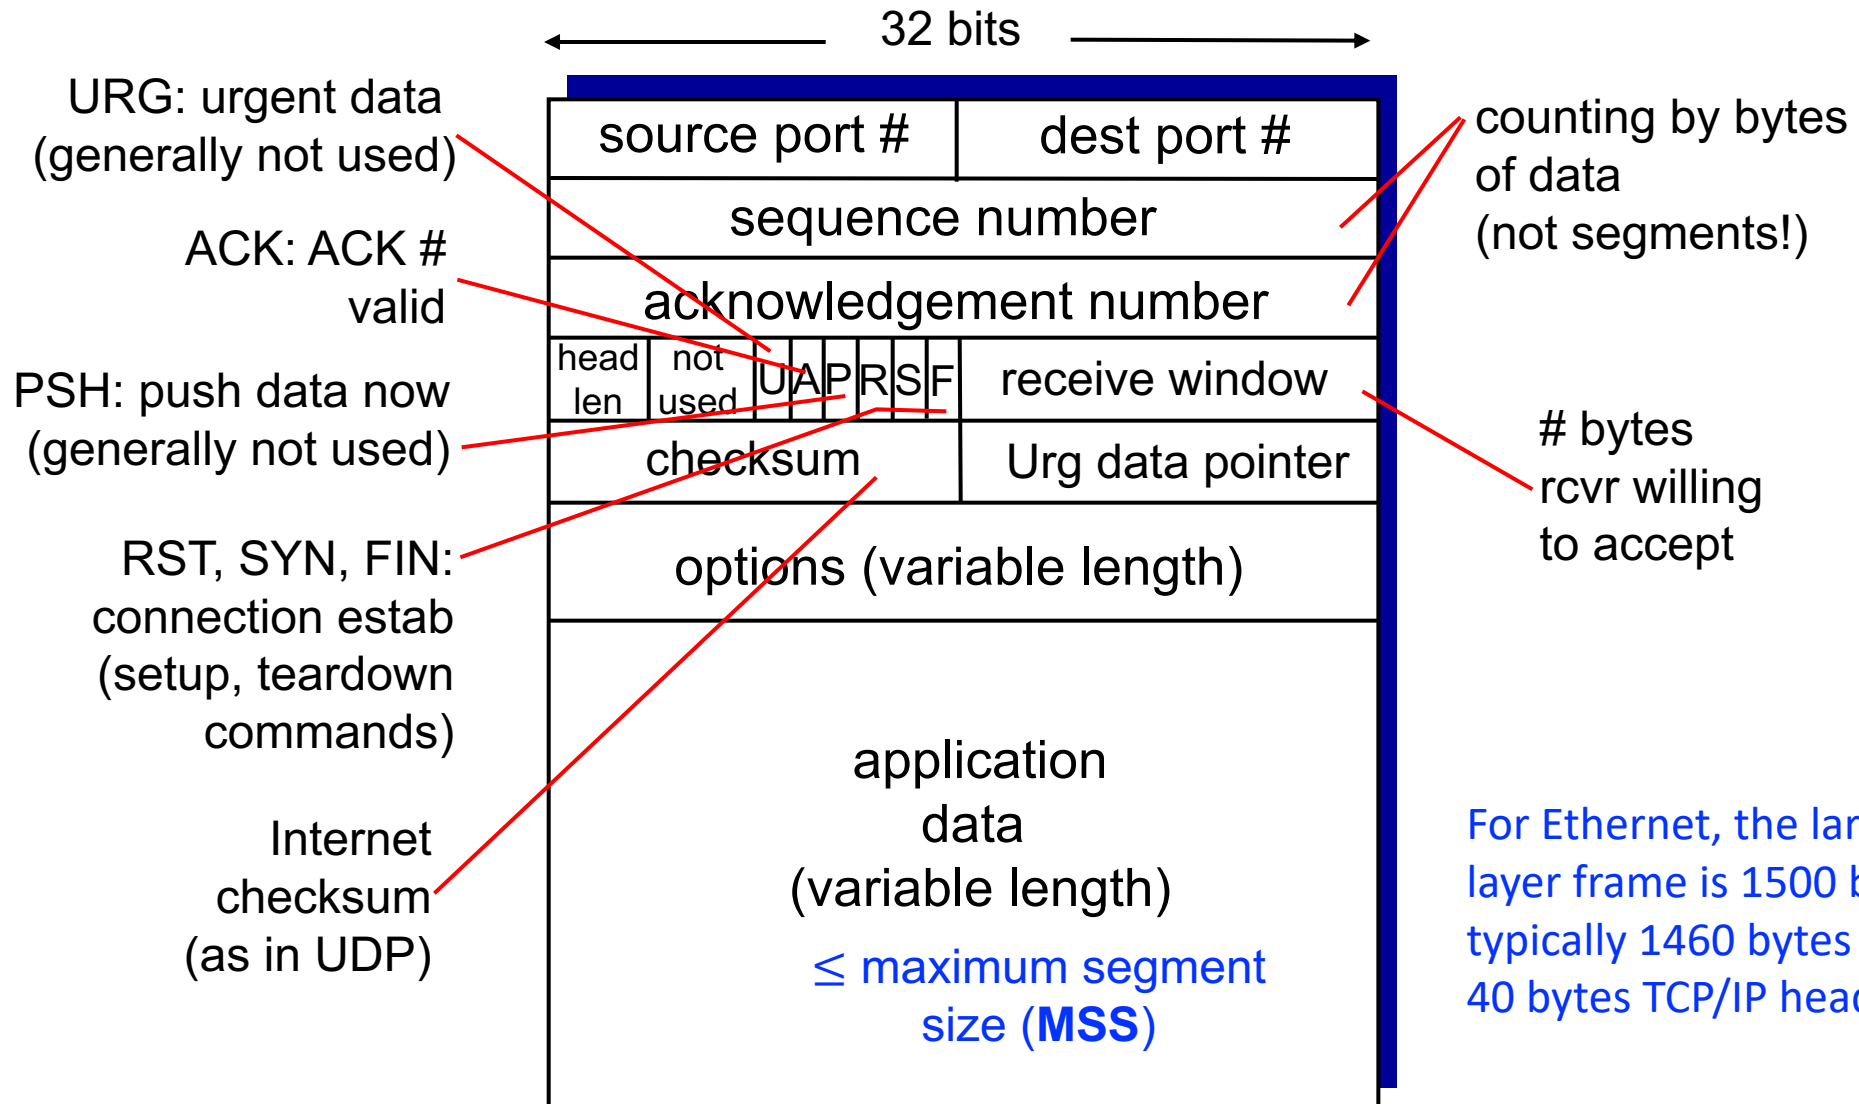 32 bits
URG: urgent data
(generally not used)
ACK: ACK #
valid
PSH: push data now
(generally not used)
RST, SYN, FIN:
connection estab
(setup, teardown
commands)
Internet
checksum
(as in UDP)
source port #
dest port #
sequence number
acknowledgement number
head
len
not
used
U A P R S F
receive window
checksum
Urg data pointer
options (variable length)
application
data
(variable length)
≤ maximum segment
size (MSS)
counting by bytes
of data
(not segments!)
# bytes
rcvr willing
to accept
For Ethernet, the
layer frame is 1500
typically 1460 bytes
40 bytes TCP/IP